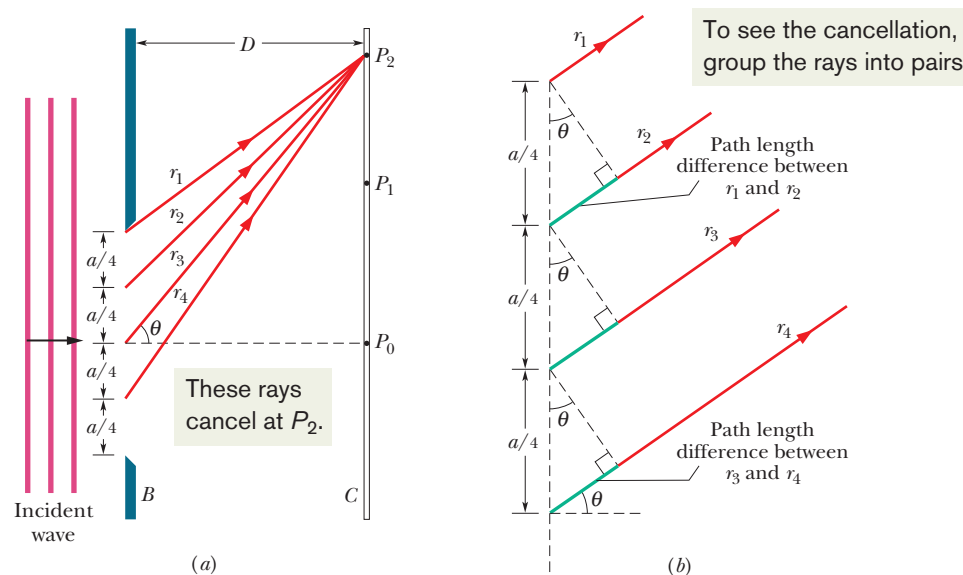 D
P2
r1
r2
r3
r4
P1
a/4
a/4
θ
P0
a/4
a/4
These rays
cancel at P2.
B
C
Incident
wave
(a)
To see the cancellation,
group the rays into pairs
r1
θ
a/4
r2
Path length
difference between
r1 and r2
θ
a/4
r3
θ
a/4
r4
Path length
difference between
r3 and r4
θ
(b)